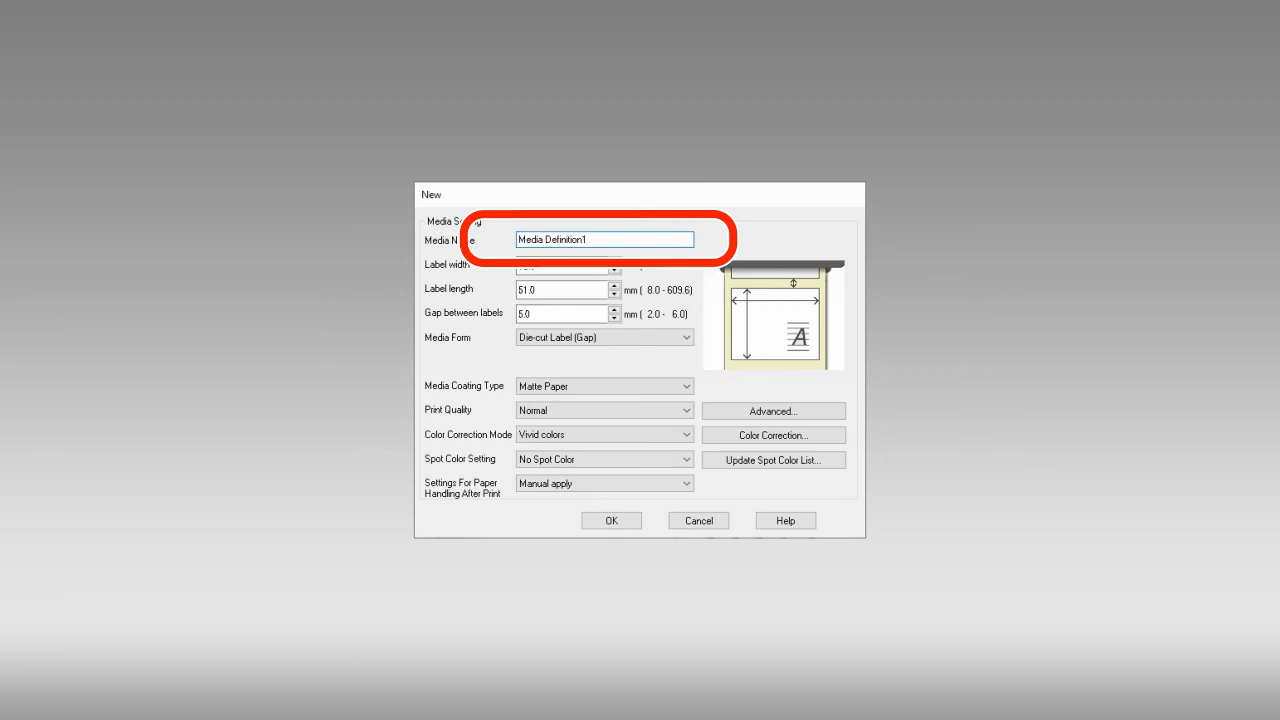 New
Media S
Media N e Media Definition1
Label width
Label length 51.0 mm ( 8.0 - 609.6)
Gap between labels 5.0 mm ( 2.0 - 6.0)
Media Form Die-cut Label (Gap)
A
Media Coating Type Matte Paper
Print Quality Normal Advanced...
Color Correction Mode Vivid colors Color Correction...
Spot Color Setting No Spot Color Update Spot Color List...
Settings For Paper Manual apply
Handling After Print
OK Cancel Help